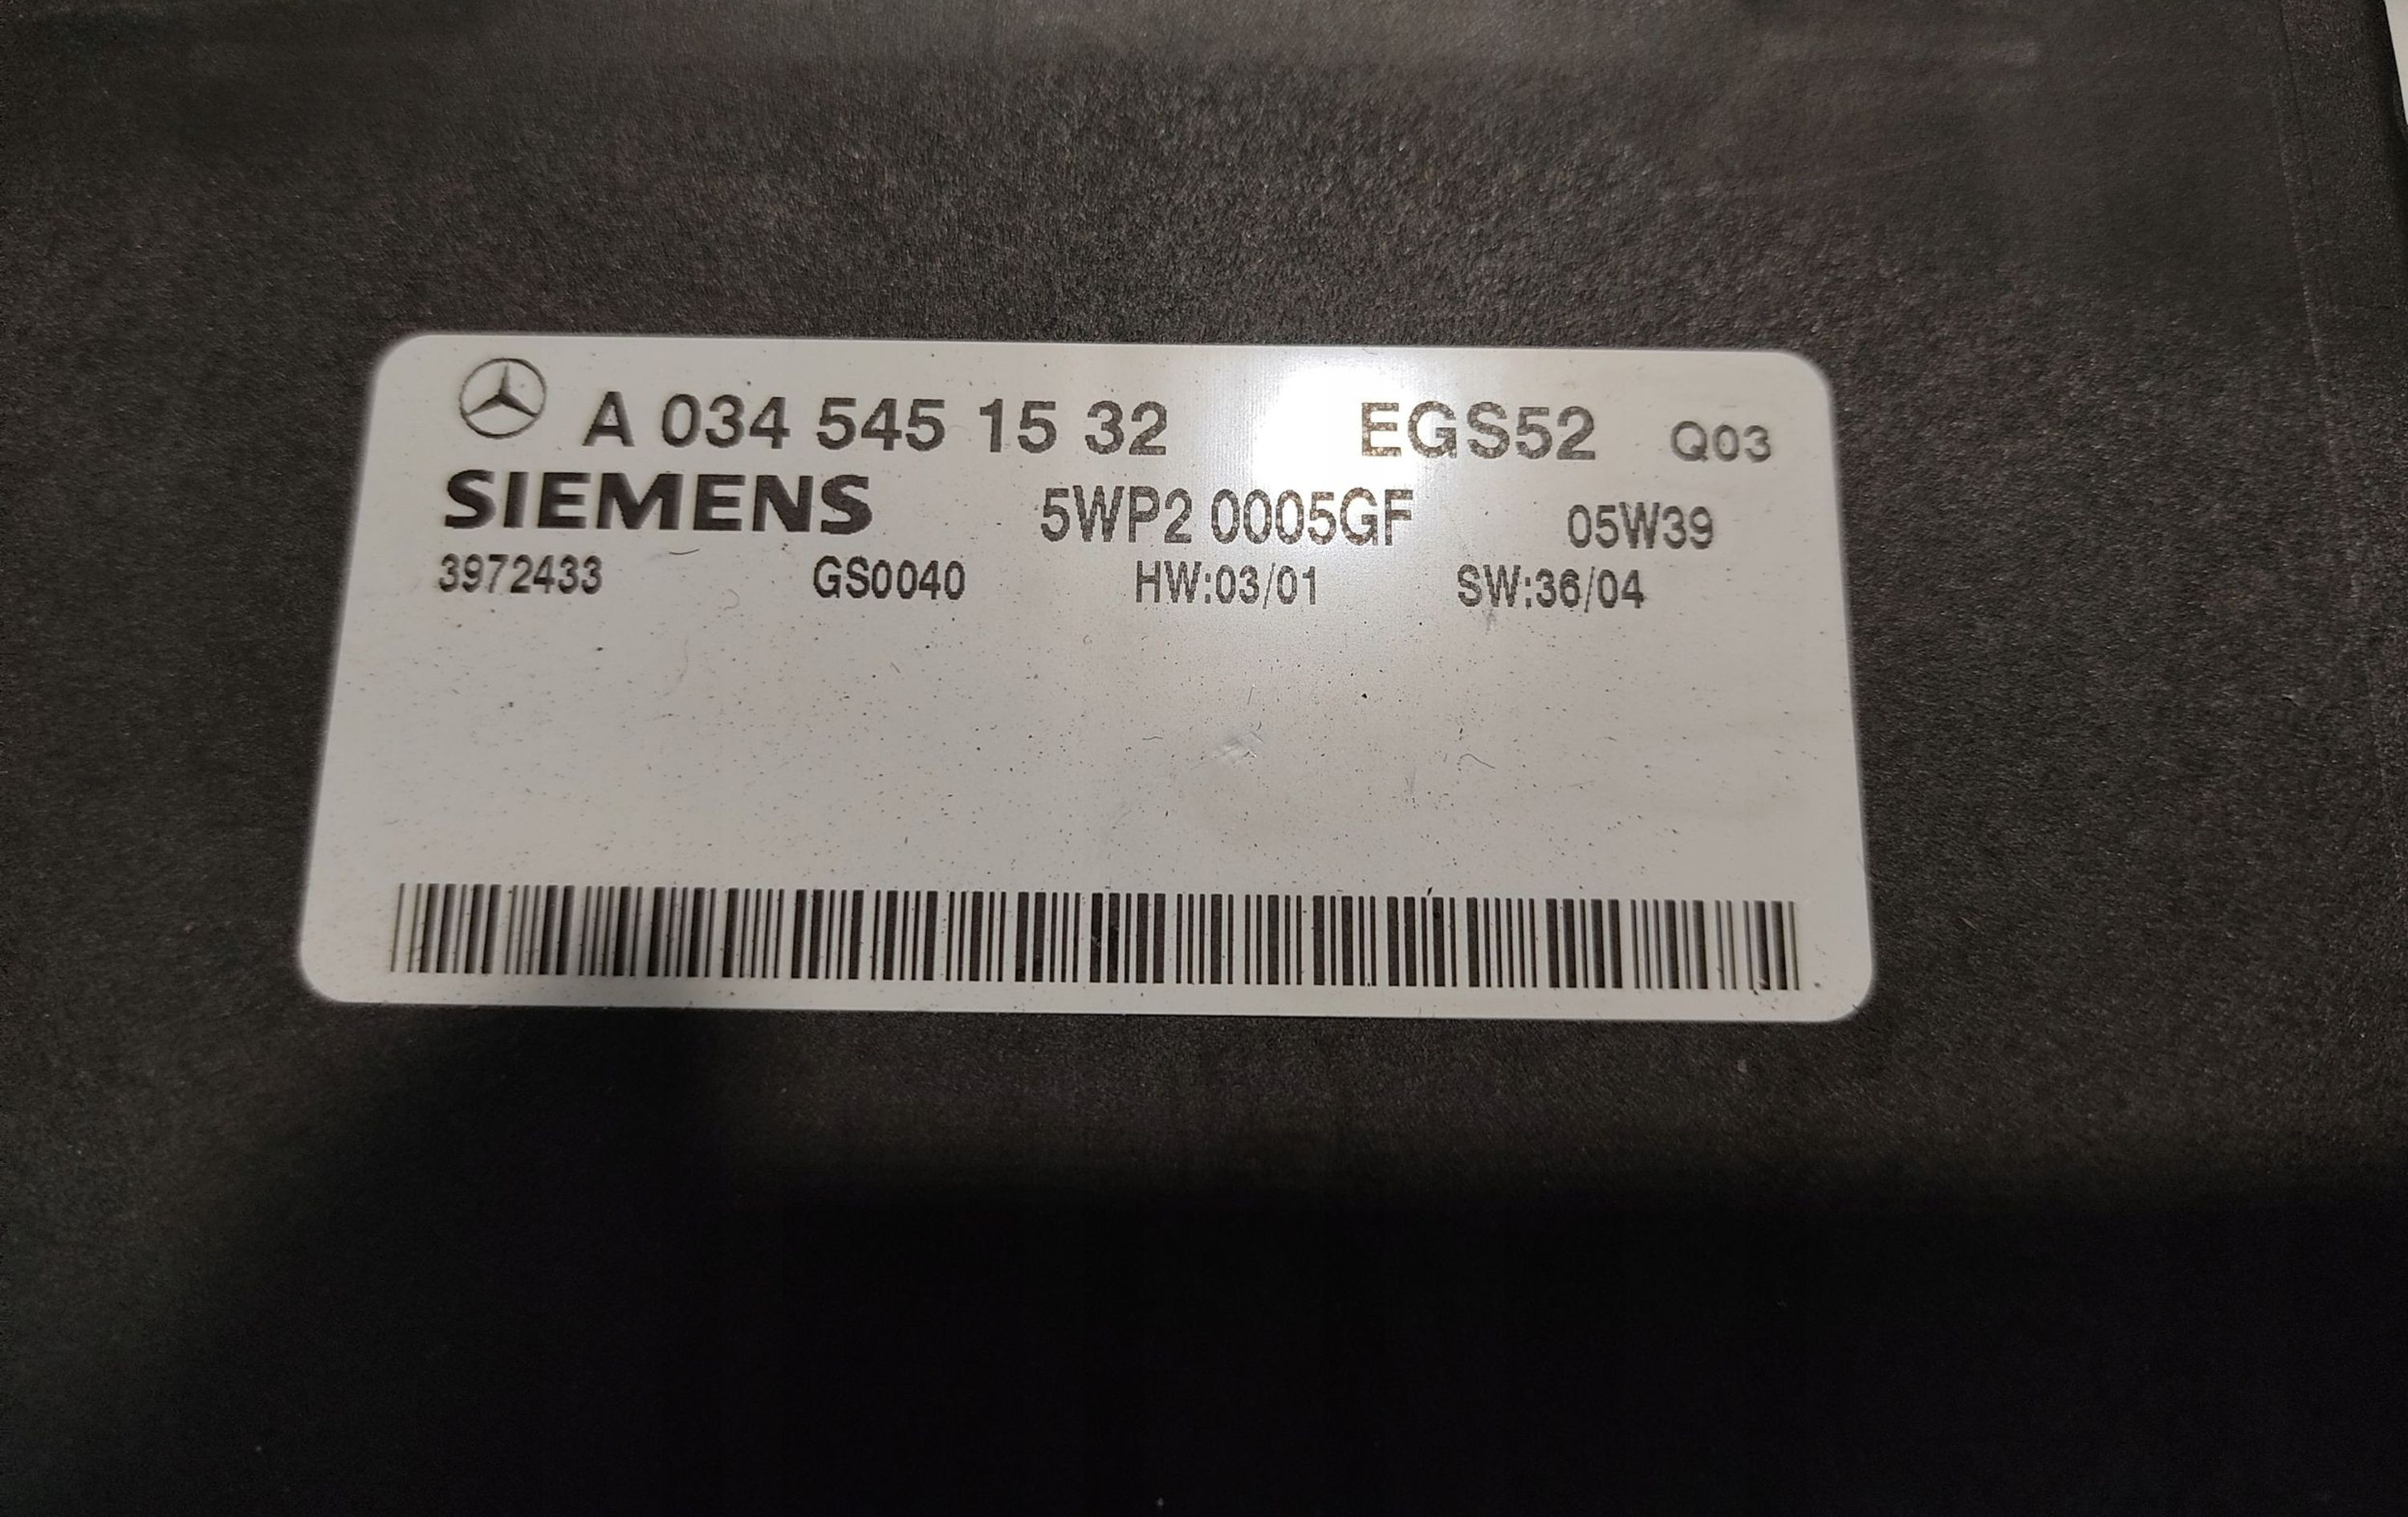 A 034 545 15 32 EGS52 Q03
SIEMENS 5WP2 0005GF 05W39
3972433 GS0040 HW:03/01 SW:36/04